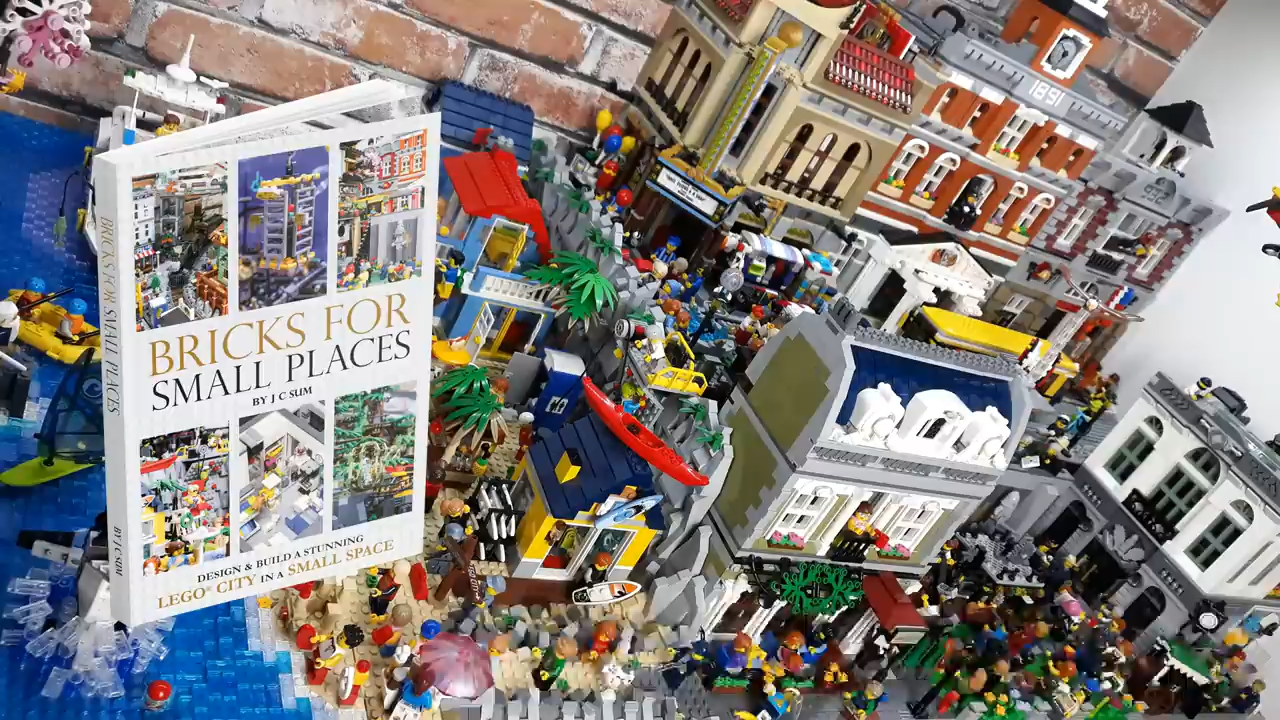 BRICKS FOR
SMALL PLACES
BY J C SUM
DESIGN & BUILD A STUNNING
LEGO® CITY IN A SMALL SPACE
BRICKS FOR SMALL PLACES
BY J C SUM
1891